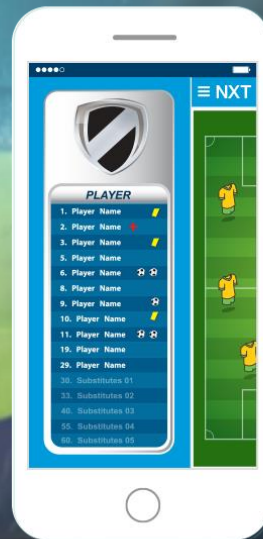 ≡ NXT
PLAYER
1. Player Name
2. Player Name
3. Player Name
5. Player Name
6. Player Name
8. Player Name
9. Player Name
10. Player Name
11. Player Name
19. Player Name
29. Player Name
30. Substitutes 01
33. Substitutes 02
40. Substitutes 03
55. Substitutes 04
60. Substitutes 05